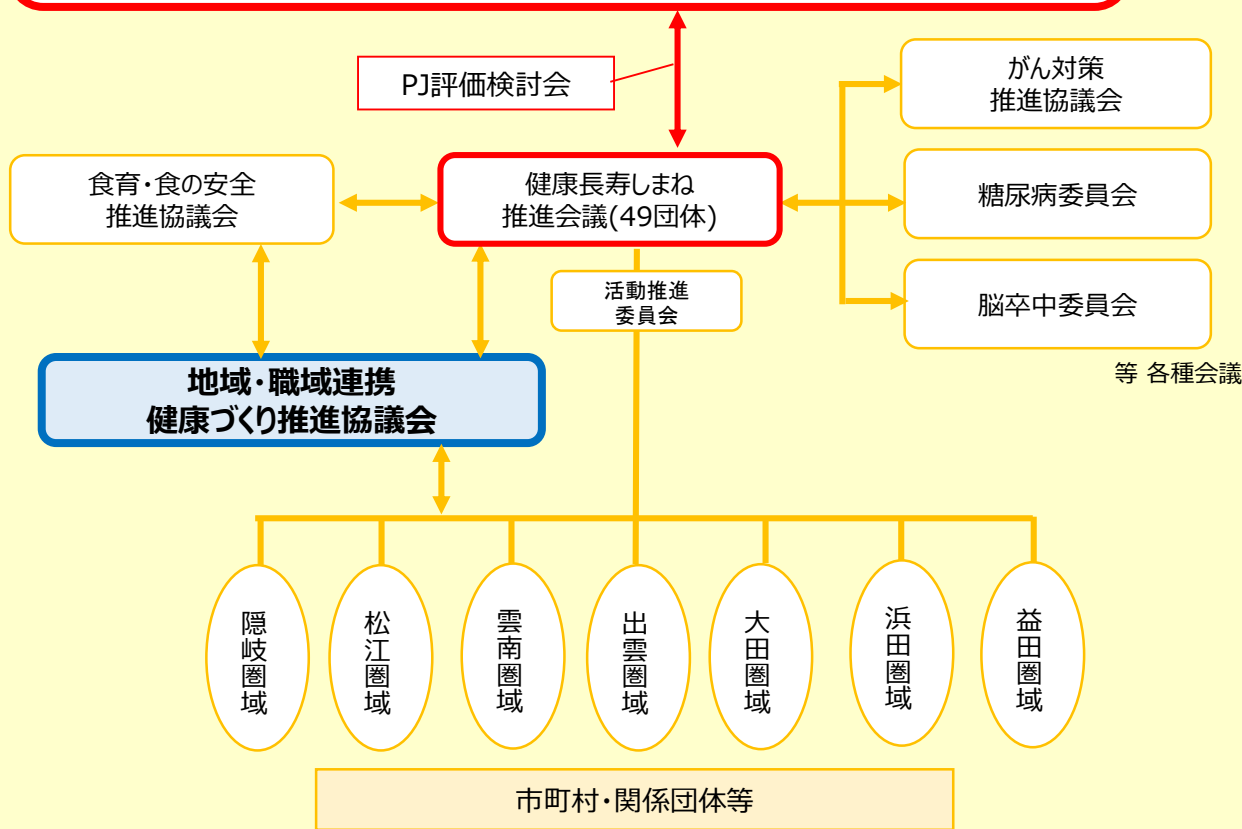 PJ評価検討会
がん対策
推進協議会
食育・食の安全
推進協議会
健康長寿しまね
推進会議(49団体)
糖尿病委員会
活動推進
委員会
脳卒中委員会
等 各種会議
地域・職域連携
健康づくり推進協議会
隠岐圏域
松江圏域
雲南圏域
出雲圏域
大田圏域
浜田圏域
益田圏域
市町村・関係団体等